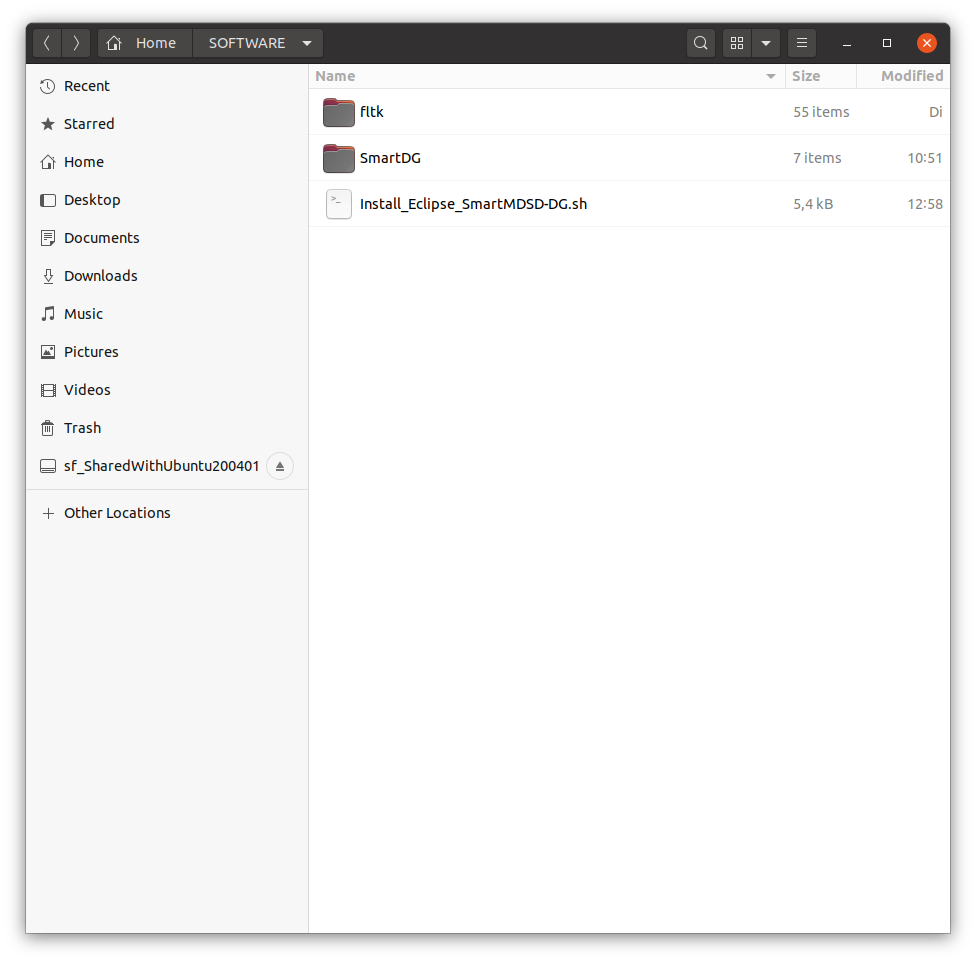 Home SOFTWARE
Name Size Modified
Recent
Starred
Home
Desktop
Documents
Downloads
Music
Pictures
Videos
Trash
sf_SharedWithUbuntu200401
Other Locations
fltk 55 items Di
SmartDG 7 items 10:51
>_ Install_Eclipse_SmartMDSD-DG.sh 5,4 kB 12:58